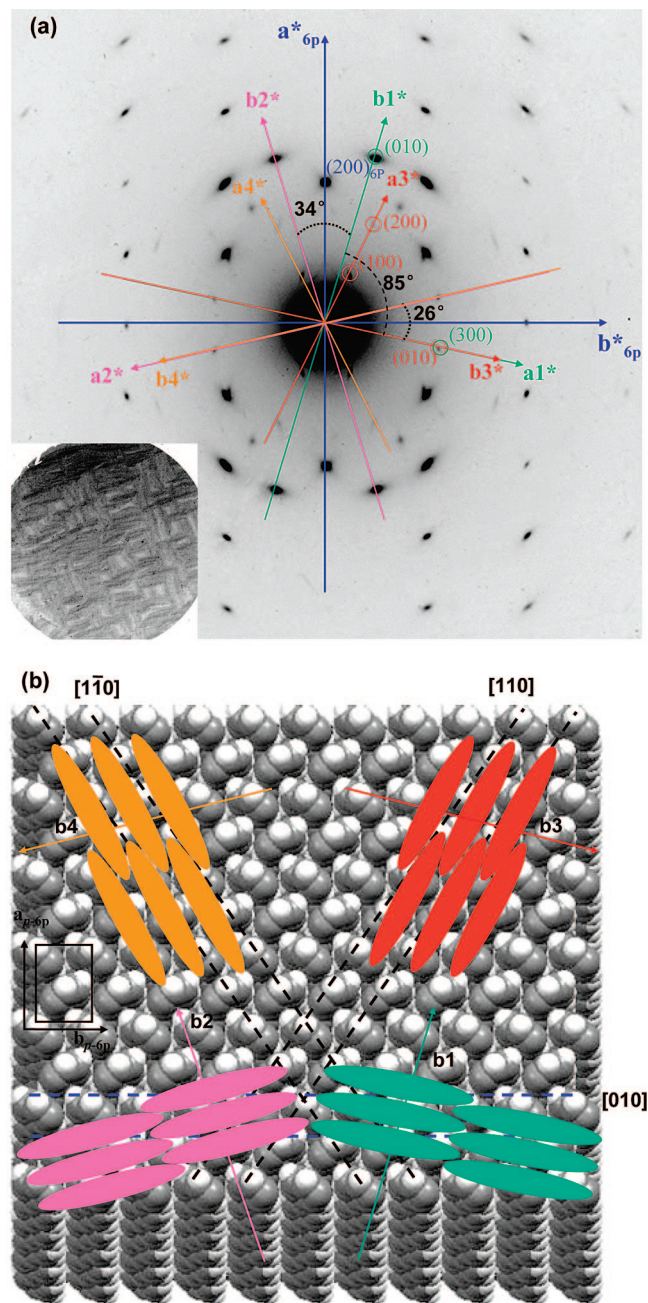 (a)
a*6p
b2*
b1*
(010)
(200)6P
a3*
a4*
34°
(200)
(100)
85°
26°
(300)
b*6p
(010)
b3*
a1*
a2*
b4*
(b)
[11̄0]
[110]
b4
b3
ap-6p
b2
bp-6p
b1
[010]